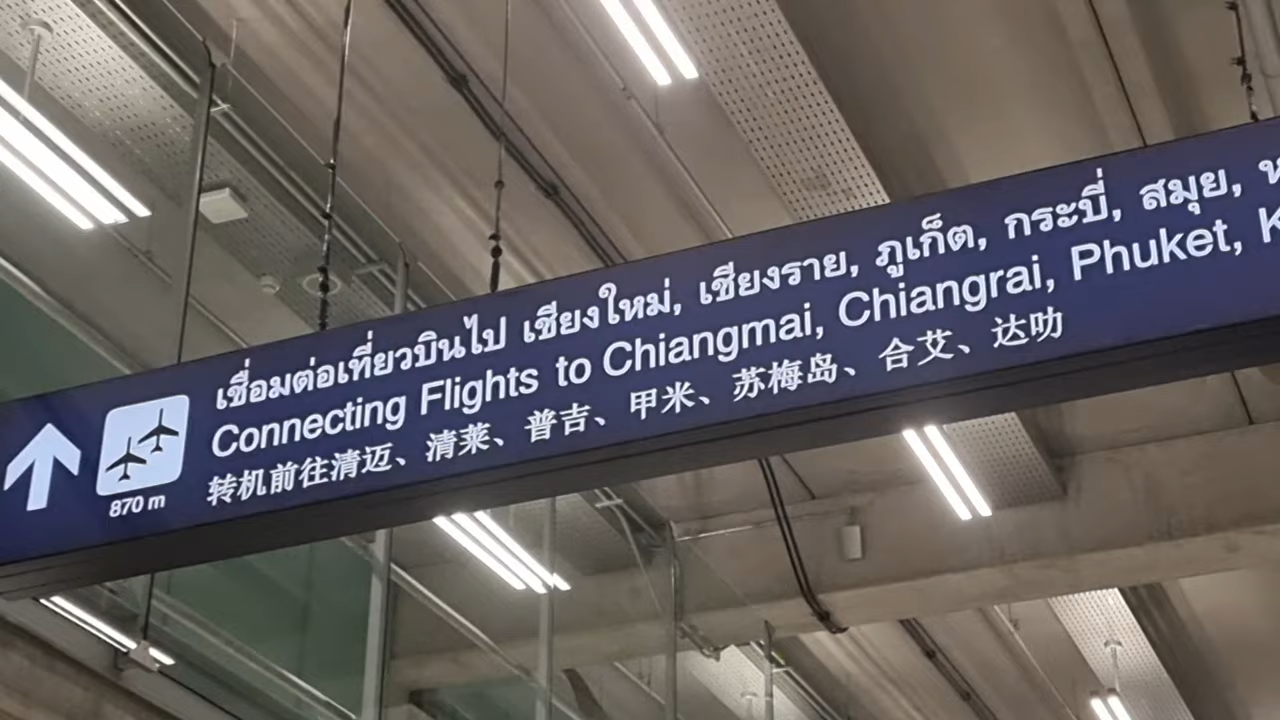 เชื่อมต่อเที่ยวบินไป เชียงใหม่, เชียงราย, ภูเก็ต, กระบี่, สมุย,
Connecting Flights to Chiangmai, Chiangrai, Phuket,
转机前往清迈、清莱、普吉、甲米、苏梅岛、合艾、达叻
870 m